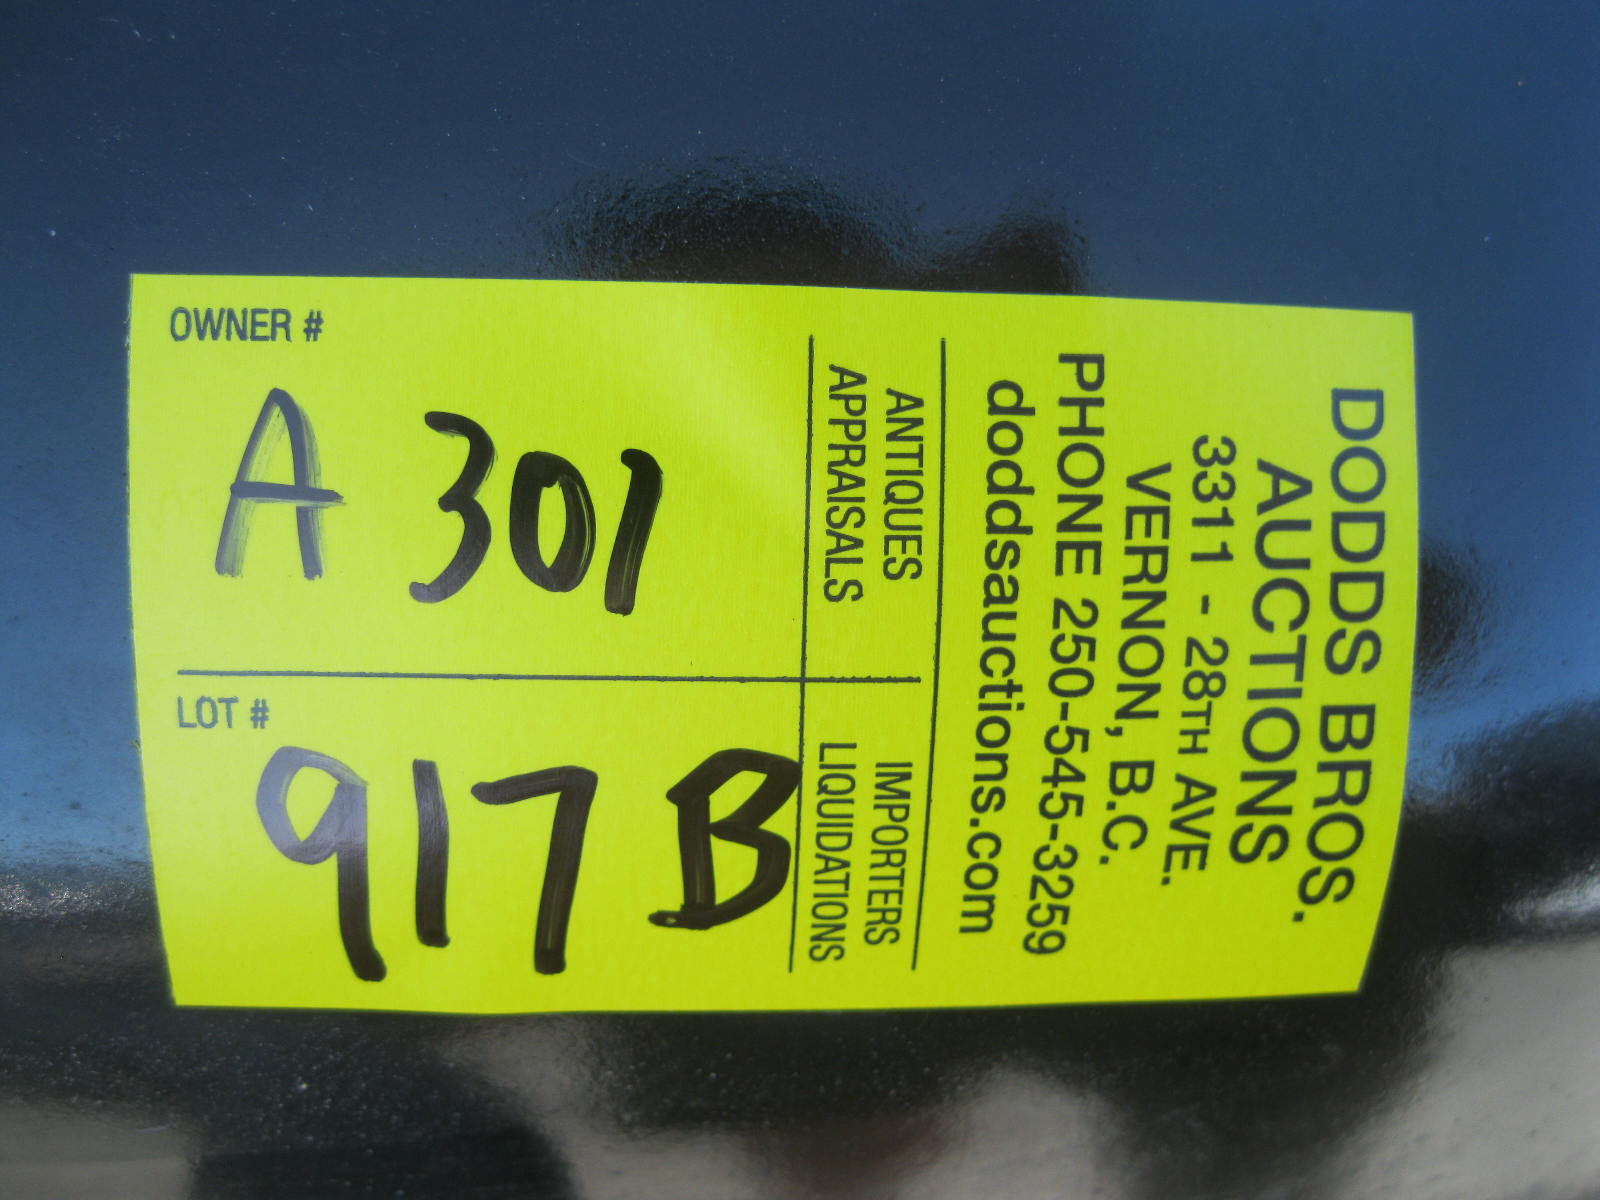 DODDS BROS.
AUCTIONS
3311 - 28TH AVE.
VERNON, B.C.
PHONE 250-545-3259
doddsauctions.com
ANTIQUES IMPORTERS
APPRAISALS LIQUIDATIONS
OWNER #
A 301
LOT #
917 B